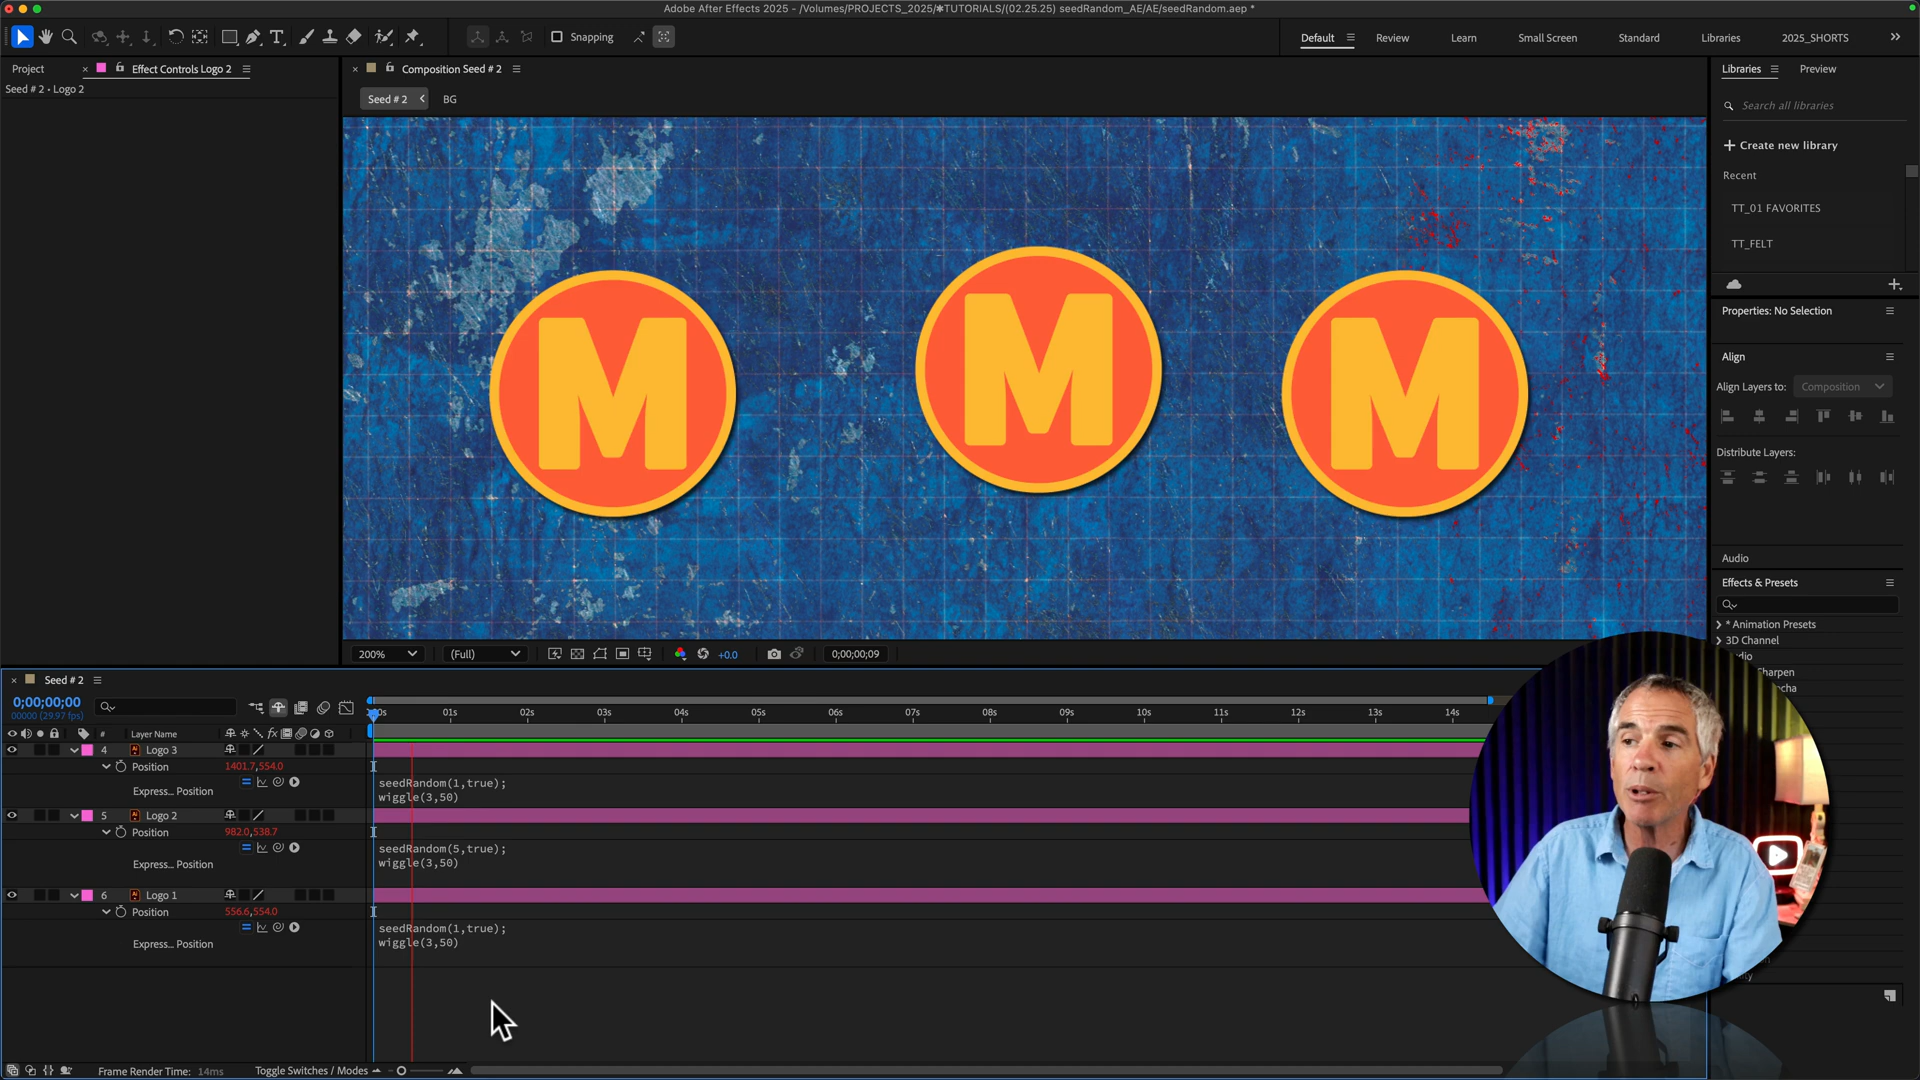 Adobe After Effects 2025 - /Volumes/PROJECTS_2025/✱TUTORIALS/(02.25.25) seedRandom_AE/AE/seedRandom.aep *
Snapping
Default
Review
Learn
Small Screen
Standard
Libraries
2025_SHORTS
Project
Effect Controls Logo 2
Composition Seed # 2
Libraries
Preview
Seed # 2 • Logo 2
Seed # 2
BG
Search all libraries
Create new library
Recent
TT_01 FAVORITES
TT_FELT
M
M
M
Properties: No Selection
Align
Align Layers to:
Composition
Distribute Layers:
Audio
Effects & Presets
* Animation Presets
3D Channel
200%
(Full)
+0.0
0;00;00;09
Seed # 2
0;00;00;00
00000 (29.97 fps)
01s 02s 03s 04s 05s 06s 07s 08s 09s 10s 11s 12s 13s 14s
# Layer Name
4 Logo 3
Position 1401.7,554.0
Express... Position
seedRandom(1,true);
wiggle(3,50)
5 Logo 2
Position 982.0,538.7
Express... Position
seedRandom(5,true);
wiggle(3,50)
6 Logo 1
Position 556.6,554.0
Express... Position
seedRandom(1,true);
wiggle(3,50)
Frame Render Time: 14ms
Toggle Switches / Modes